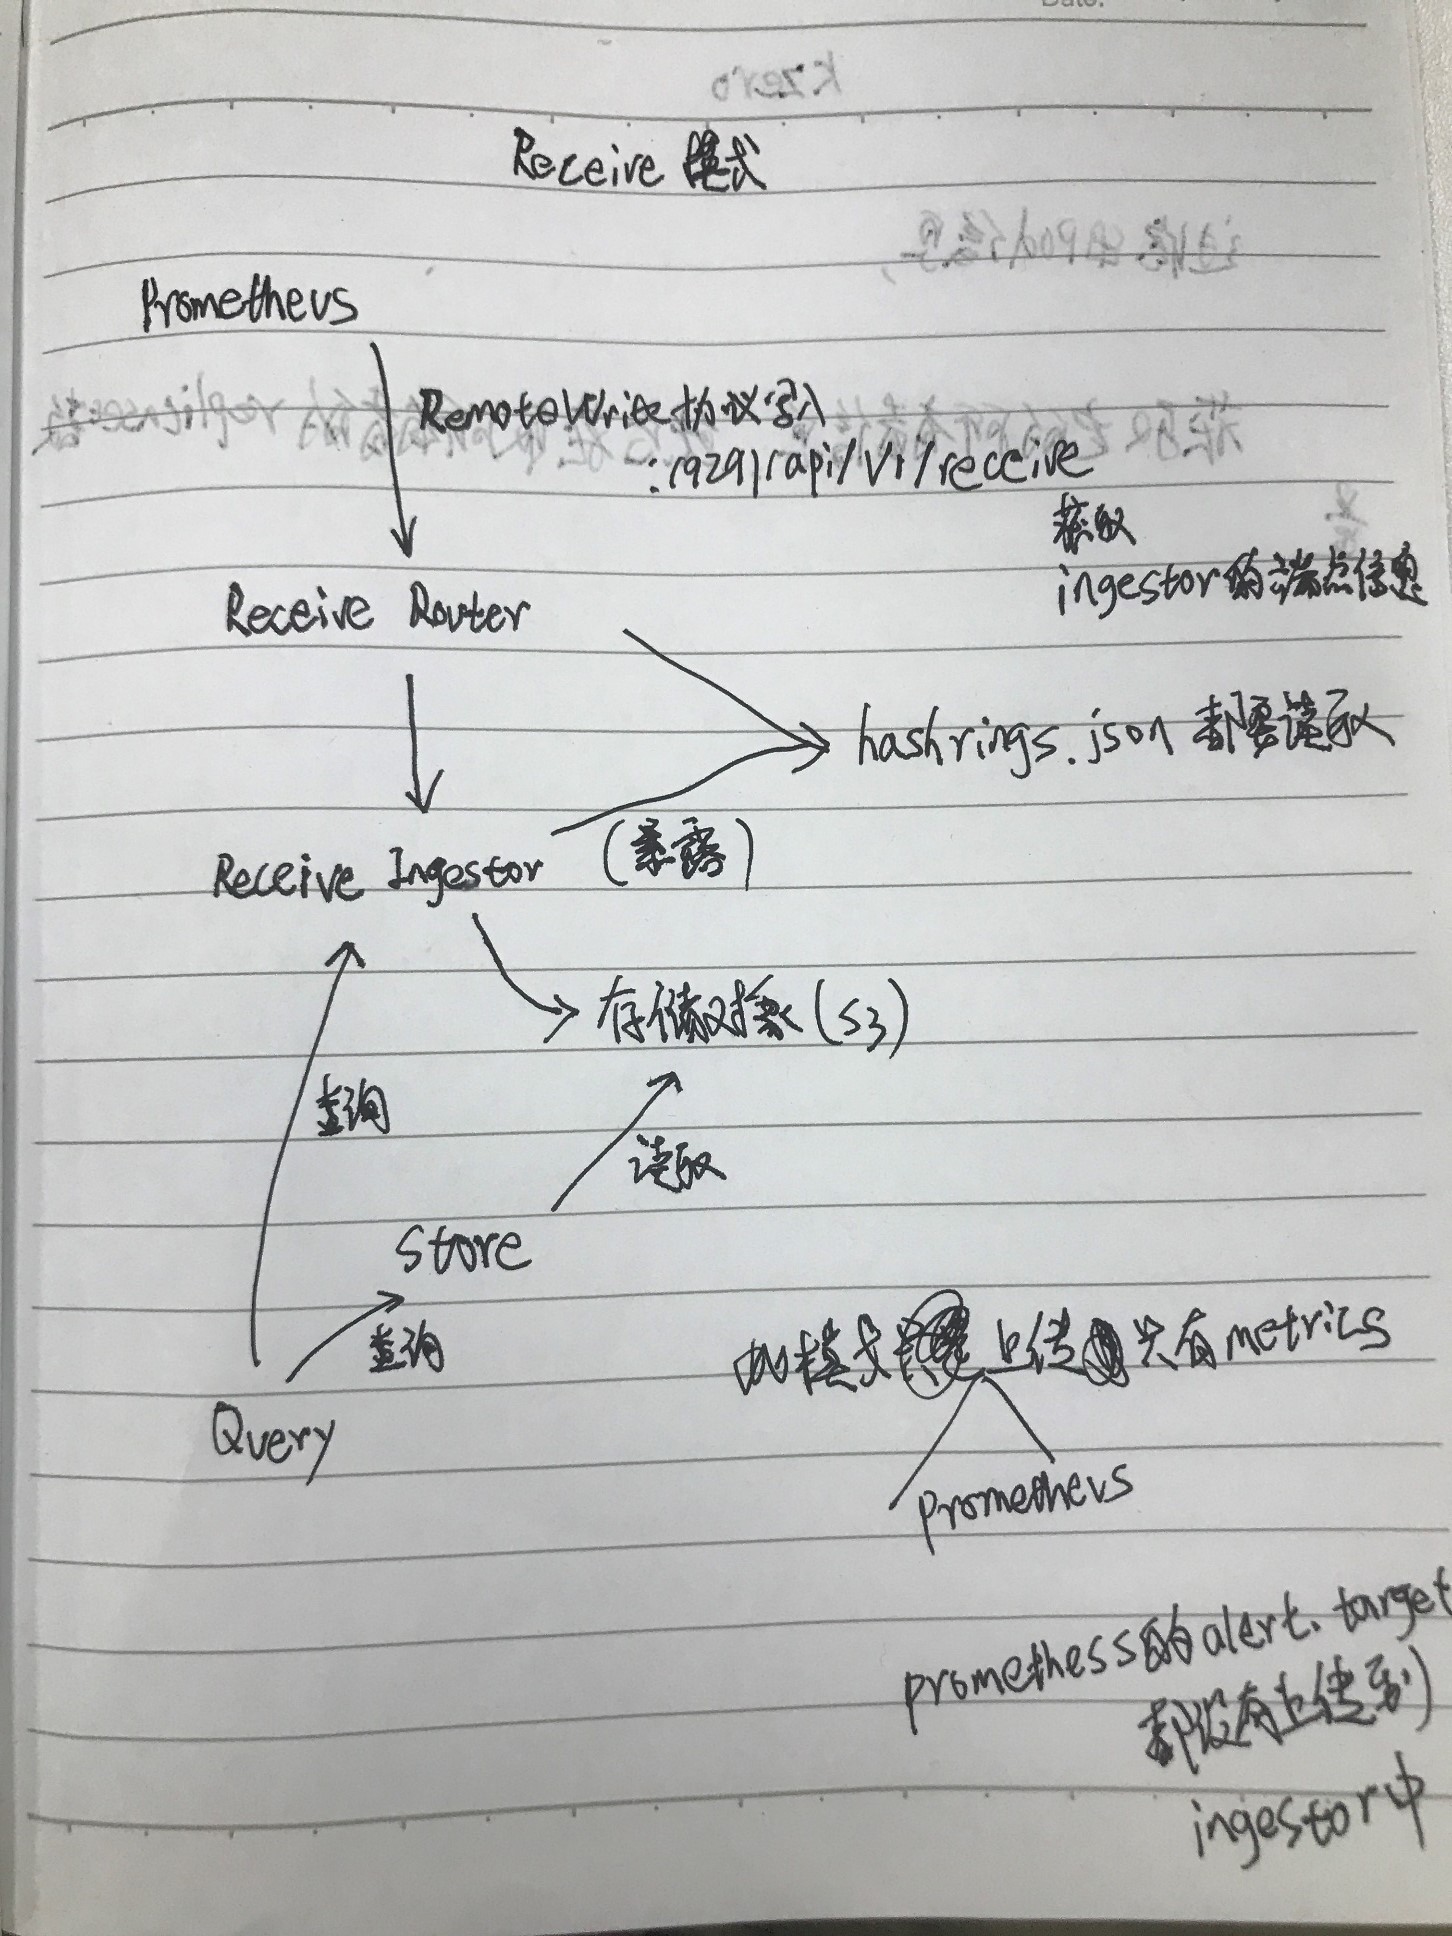 Date:
Receive 模式
Prometheus
RemoteWrite 协议写入
:19291/api/v1/receive
获取
ingestor的端点信息
Receive Router
hashrings.json 都要读取
Receive Ingestor (暴露)
存储对象(S3)
查询
读取
Store
查询
模式 上传 只有metrics
Query
prometheus
promethess的alert、target
都没有上传到
ingestor中